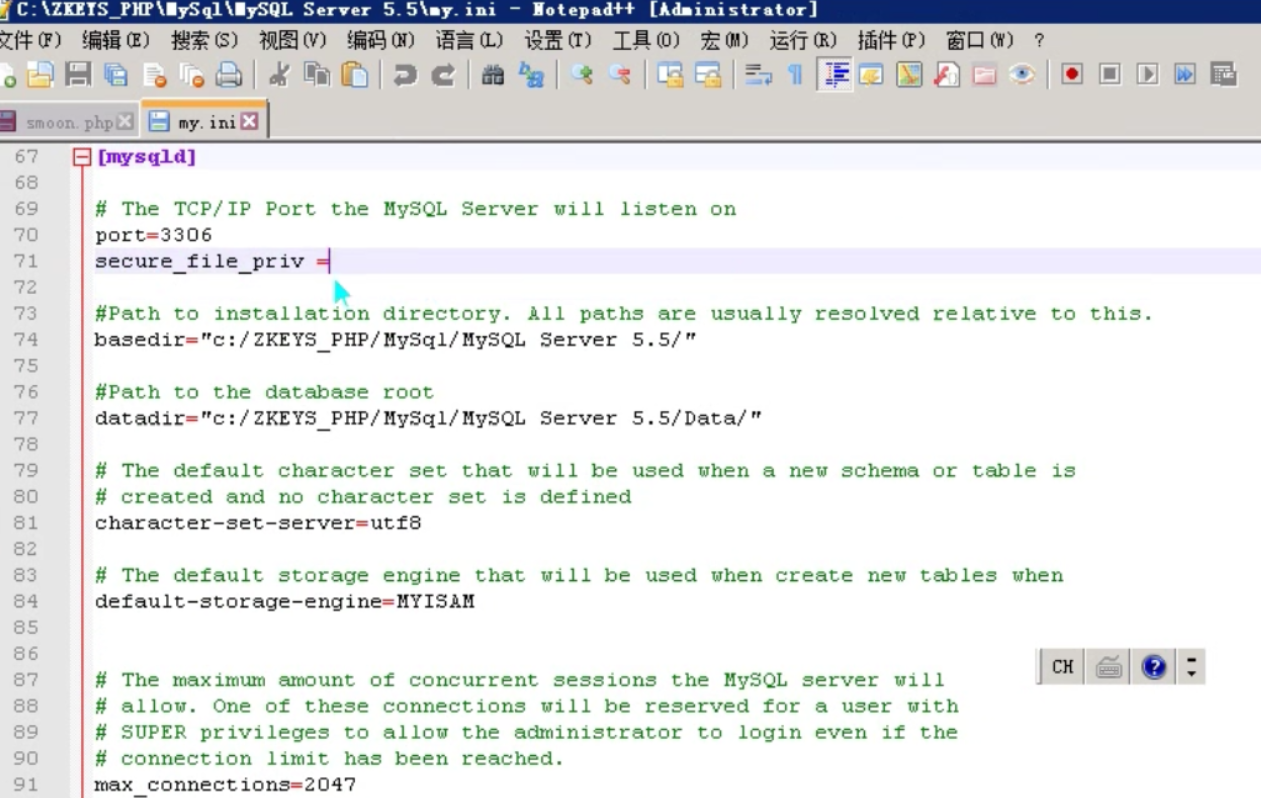 C:\ZKEYS_PHP\MySql\MySQL Server 5.5\my.ini - Notepad++ [Administrator]
文件(F) 编辑(E) 搜索(S) 视图(V) 编码(N) 语言(L) 设置(T) 工具(O) 宏(M) 运行(R) 插件(P) 窗口(W) ?
smoon.php my.ini
67 [mysqld]
68
69 # The TCP/IP Port the MySQL Server will listen on
70 port=3306
71 secure_file_priv =
72
73 #Path to installation directory. All paths are usually resolved relative to this.
74 basedir="c:/ZKEYS_PHP/MySql/MySQL Server 5.5/"
75
76 #Path to the database root
77 datadir="c:/ZKEYS_PHP/MySql/MySQL Server 5.5/Data/"
78
79 # The default character set that will be used when a new schema or table is
80 # created and no character set is defined
81 character-set-server=utf8
82
83 # The default storage engine that will be used when create new tables when
84 default-storage-engine=MYISAM
85
86
CH
87 # The maximum amount of concurrent sessions the MySQL server will
88 # allow. One of these connections will be reserved for a user with
89 # SUPER privileges to allow the administrator to login even if the
90 # connection limit has been reached.
91 max_connections=2047